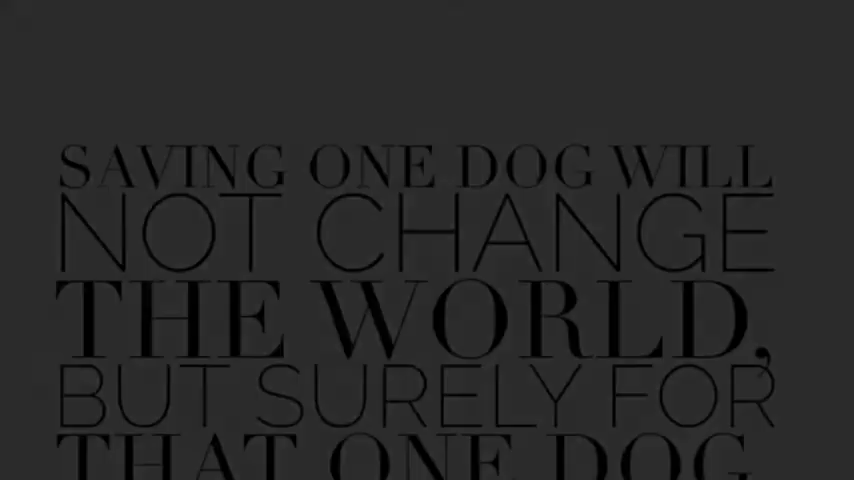 SAVING ONE DOG WILL
NOT CHANGE
THE WORLD,
BUT SURELY FOR
THAT ONE DOG,